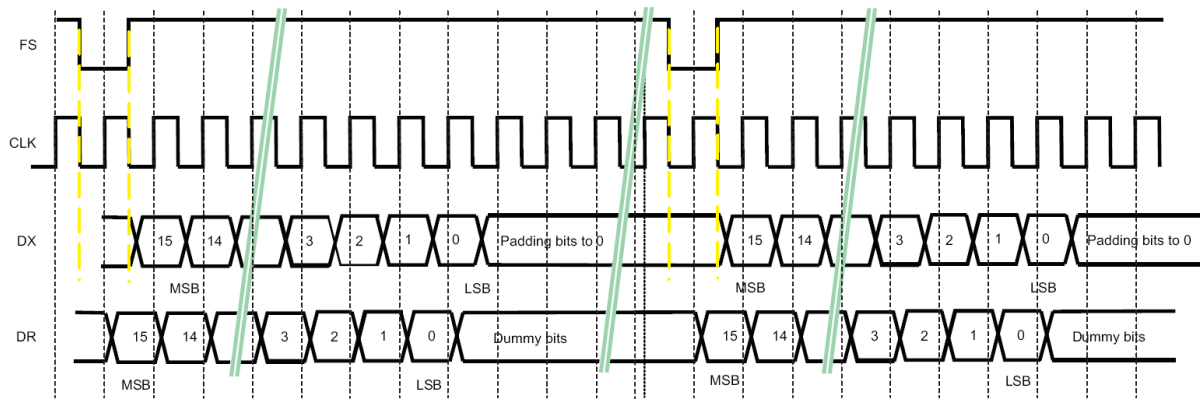 FS
CLK
DX 15 14 3 2 1 0 Padding bits to 0 15 14 3 2 1 0 Padding bits to 0
MSB LSB MSB LSB
DR 15 14 3 2 1 0 Dummy bits 15 14 3 2 1 0 Dummy bits
MSB LSB MSB LSB